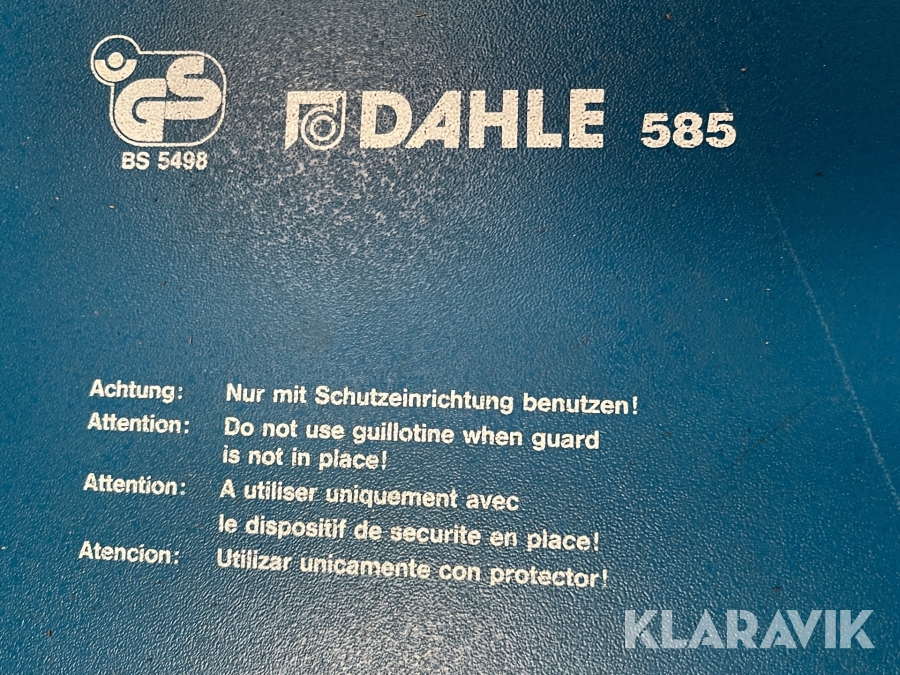 GS
BS 5498
DAHLE 585
Achtung: Nur mit Schutzeinrichtung benutzen!
Attention: Do not use guillotine when guard
is not in place!
Attention: A utiliser uniquement avec
le dispositif de securite en place!
Atencion: Utilizar unicamente con protector!
KLARAVIK